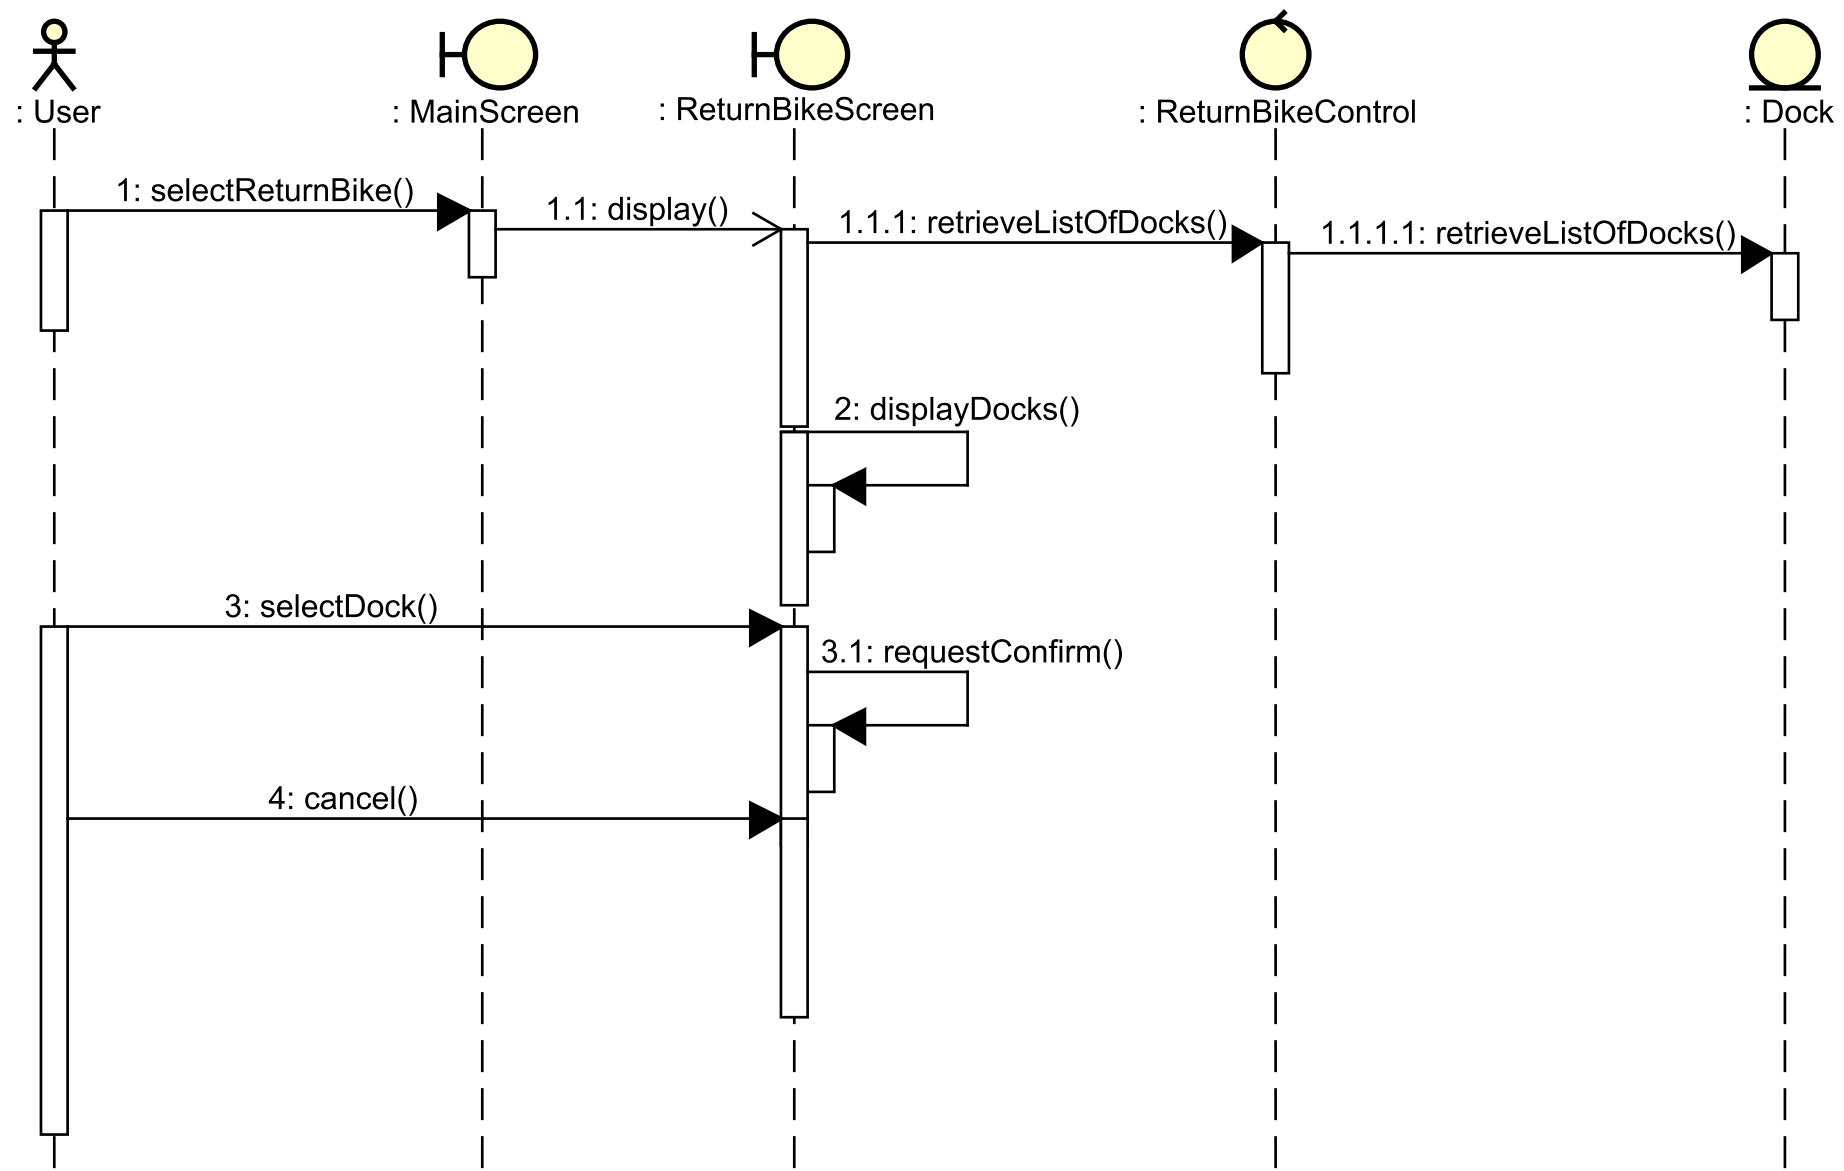 : User
: MainScreen
: ReturnBikeScreen
: ReturnBikeControl
: Dock
1: selectReturnBike()
1.1: display()
1.1.1: retrieveListOfDocks()
1.1.1.1: retrieveListOfDocks()
2: displayDocks()
3: selectDock()
3.1: requestConfirm()
4: cancel()